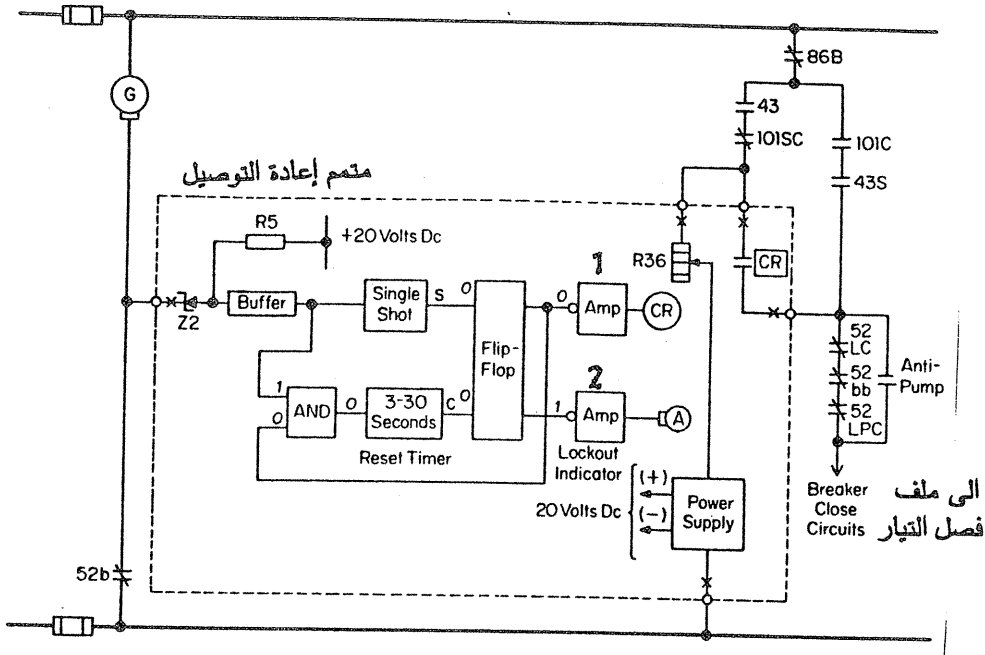 86B
43
G
101SC
101C
متمم إعادة التوصيل
43S
R5
+20 Volts Dc
R36
CR
1
Buffer
Single
Shot
S
0
0
Amp
CR
Z2
Flip-
Flop
52
LC
52
bb
52
LPC
Anti-
Pump
1
0
AND
0
3-30
Seconds
C
0
2
1
Amp
A
Reset Timer
Lockout
Indicator
20 Volts Dc
(+)
(-)
Power
Supply
Breaker
Close
Circuits
الى ملف
فصل التيار
52b